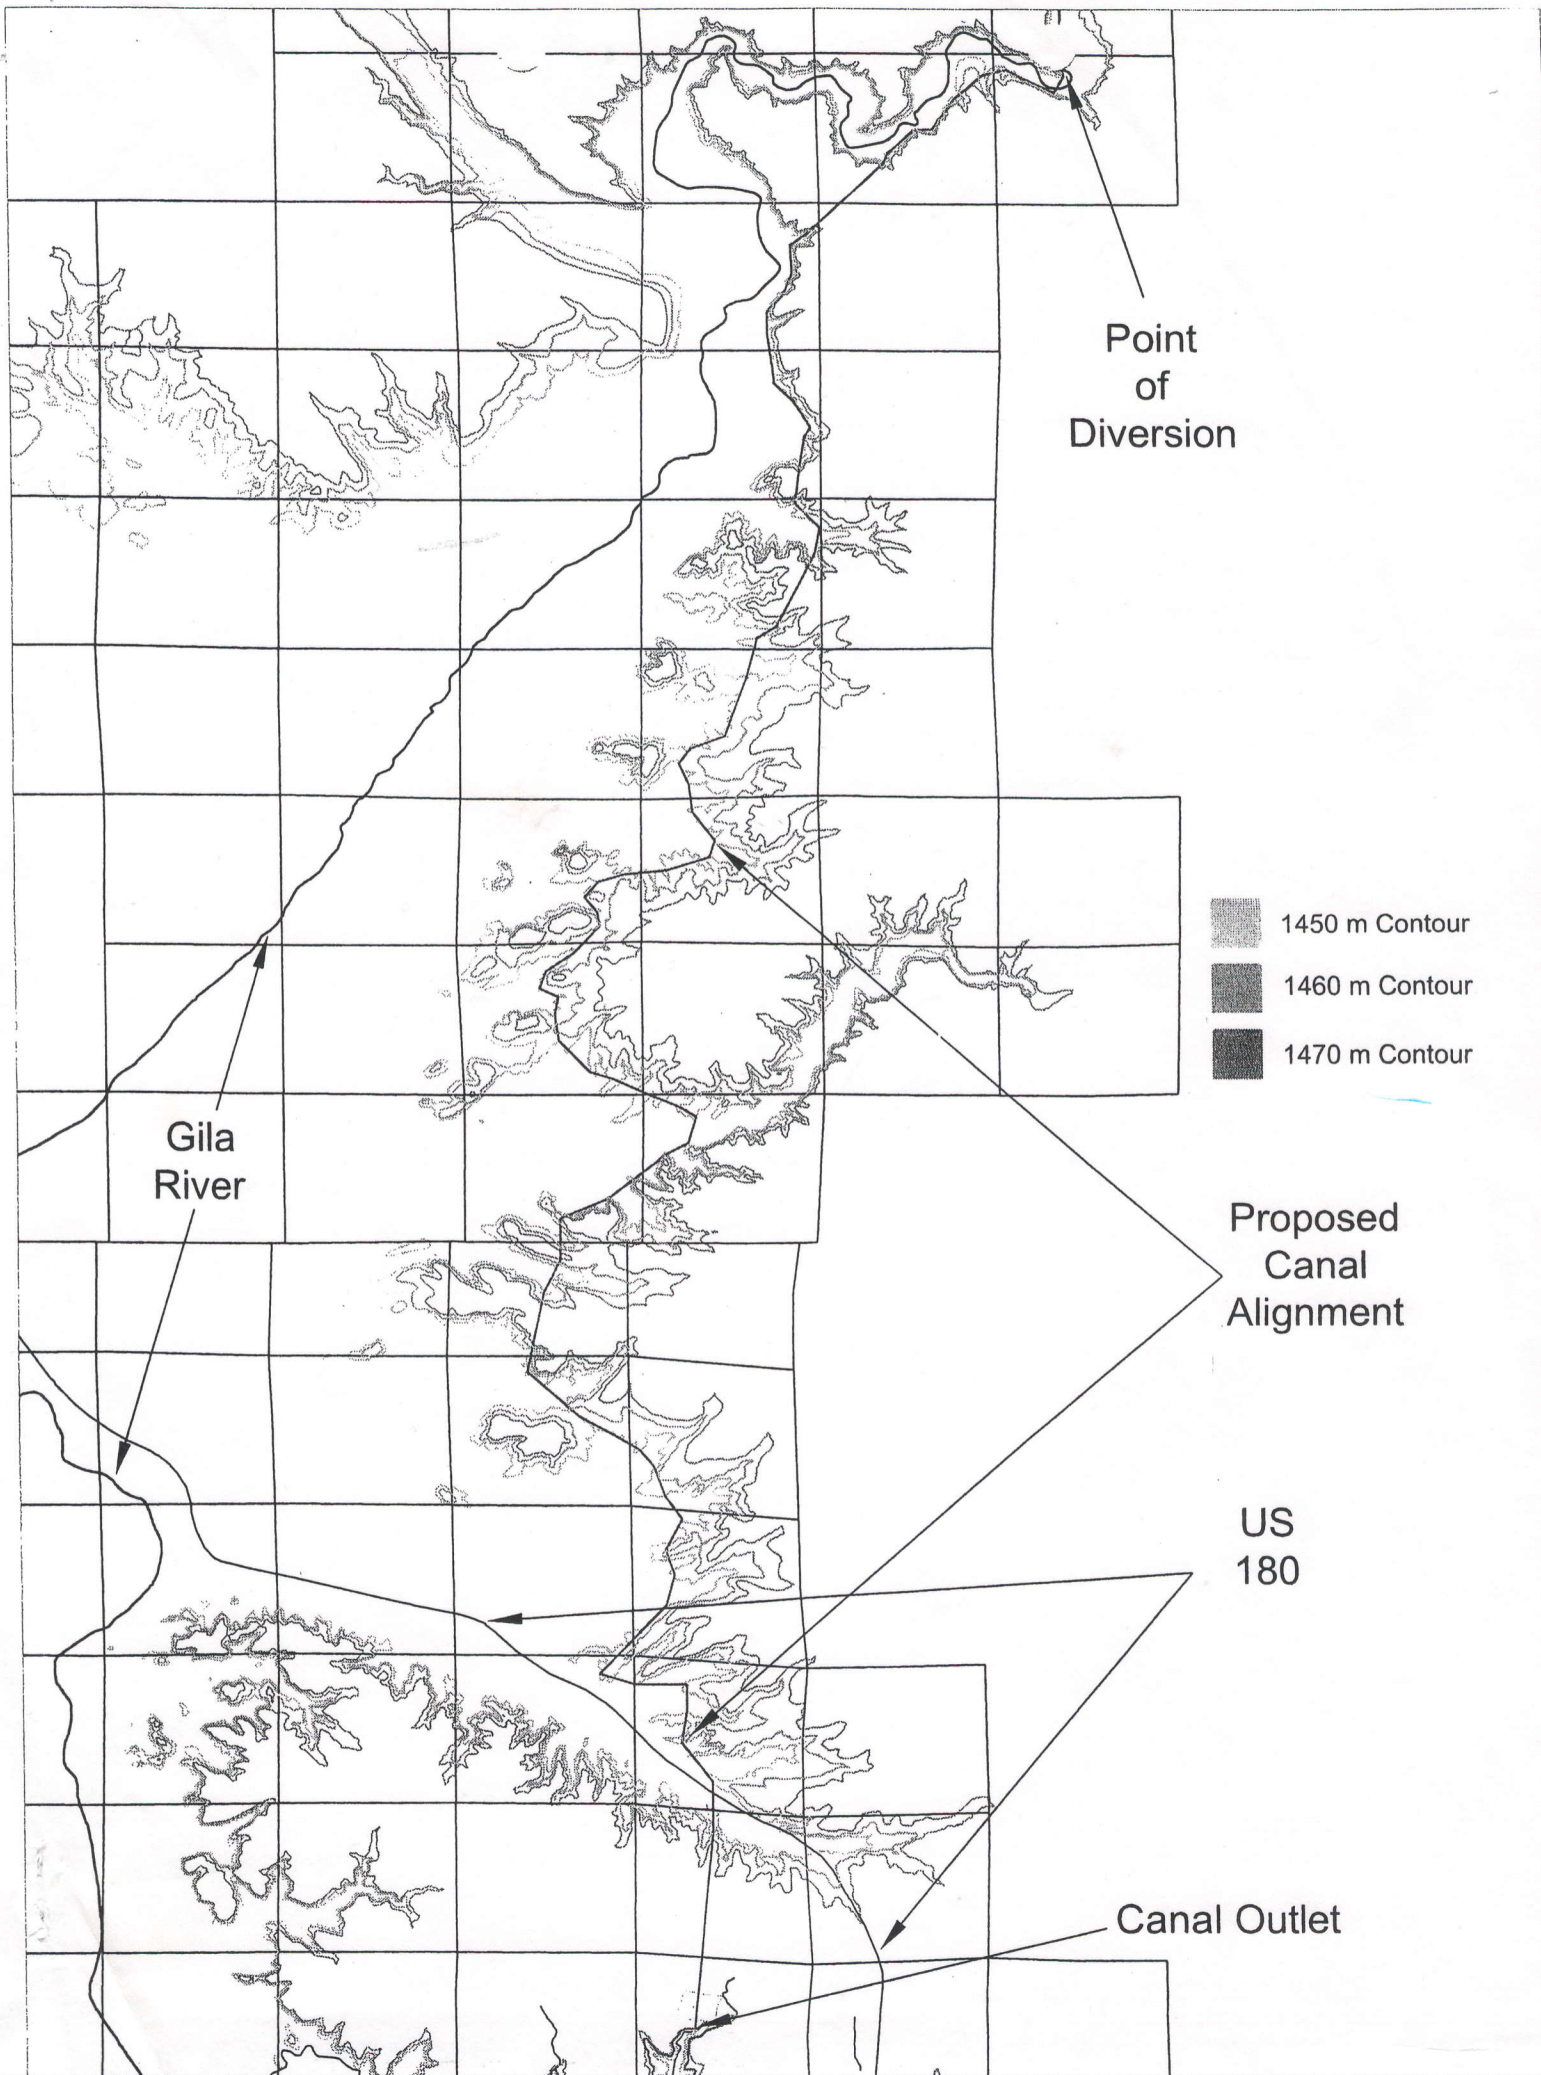 Point
of
Diversion
1450 m Contour
1460 m Contour
1470 m Contour
Gila
River
Proposed
Canal
Alignment
US
180
Canal Outlet